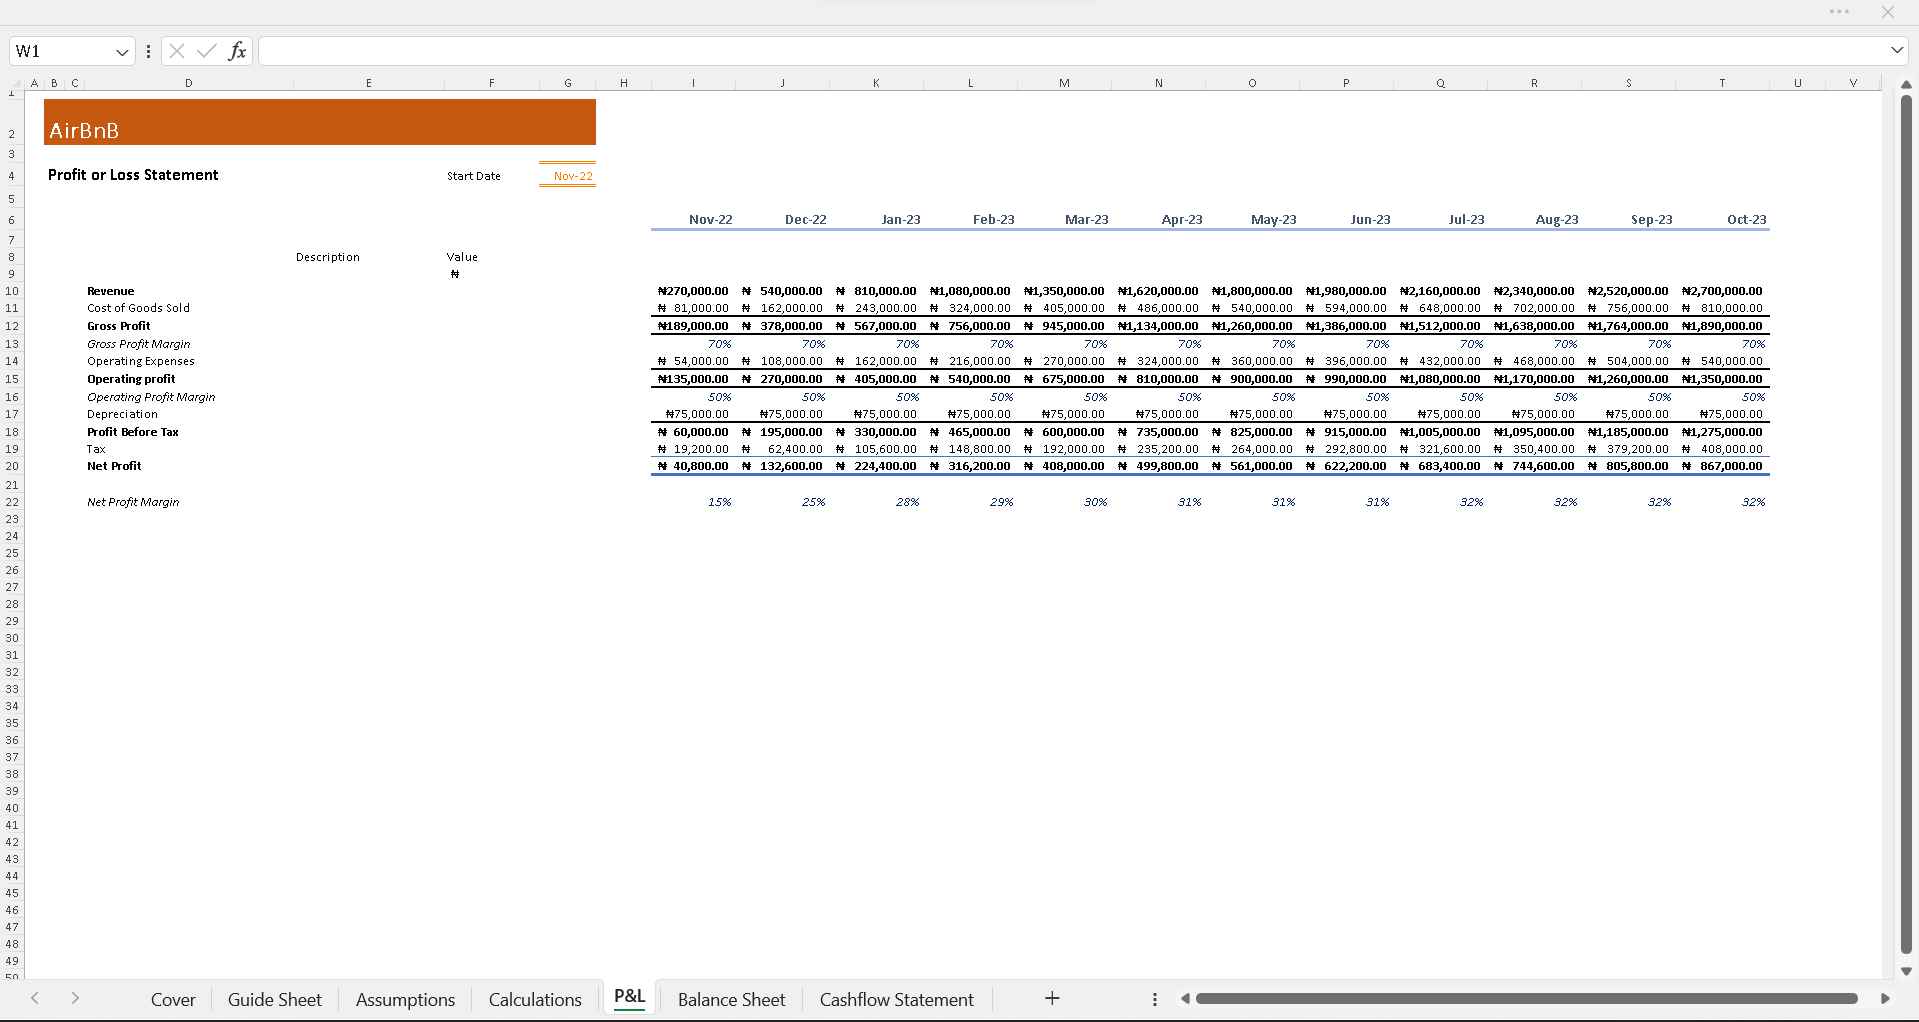 W1
fx
A B C D E F G H I J K L M N O P Q R S T U V
1
2 AirBnB
3
4 Profit or Loss Statement Start Date Nov-22
5
6 Nov-22 Dec-22 Jan-23 Feb-23 Mar-23 Apr-23 May-23 Jun-23 Jul-23 Aug-23 Sep-23 Oct-23
7
8 Description Value
9 ₦
10 Revenue ₦270,000.00 ₦ 540,000.00 ₦ 810,000.00 ₦1,080,000.00 ₦1,350,000.00 ₦1,620,000.00 ₦1,800,000.00 ₦1,980,000.00 ₦2,160,000.00 ₦2,340,000.00 ₦2,520,000.00 ₦2,700,000.00
11 Cost of Goods Sold ₦ 81,000.00 ₦ 162,000.00 ₦ 243,000.00 ₦ 324,000.00 ₦ 405,000.00 ₦ 486,000.00 ₦ 540,000.00 ₦ 594,000.00 ₦ 648,000.00 ₦ 702,000.00 ₦ 756,000.00 ₦ 810,000.00
12 Gross Profit ₦189,000.00 ₦ 378,000.00 ₦ 567,000.00 ₦ 756,000.00 ₦ 945,000.00 ₦1,134,000.00 ₦1,260,000.00 ₦1,386,000.00 ₦1,512,000.00 ₦1,638,000.00 ₦1,764,000.00 ₦1,890,000.00
13 Gross Profit Margin 70% 70% 70% 70% 70% 70% 70% 70% 70% 70% 70% 70%
14 Operating Expenses ₦ 54,000.00 ₦ 108,000.00 ₦ 162,000.00 ₦ 216,000.00 ₦ 270,000.00 ₦ 324,000.00 ₦ 360,000.00 ₦ 396,000.00 ₦ 432,000.00 ₦ 468,000.00 ₦ 504,000.00 ₦ 540,000.00
15 Operating profit ₦135,000.00 ₦ 270,000.00 ₦ 405,000.00 ₦ 540,000.00 ₦ 675,000.00 ₦ 810,000.00 ₦ 900,000.00 ₦ 990,000.00 ₦1,080,000.00 ₦1,170,000.00 ₦1,260,000.00 ₦1,350,000.00
16 Operating Profit Margin 50% 50% 50% 50% 50% 50% 50% 50% 50% 50% 50% 50%
17 Depreciation ₦75,000.00 ₦75,000.00 ₦75,000.00 ₦75,000.00 ₦75,000.00 ₦75,000.00 ₦75,000.00 ₦75,000.00 ₦75,000.00 ₦75,000.00 ₦75,000.00 ₦75,000.00
18 Profit Before Tax ₦ 60,000.00 ₦ 195,000.00 ₦ 330,000.00 ₦ 465,000.00 ₦ 600,000.00 ₦ 735,000.00 ₦ 825,000.00 ₦ 915,000.00 ₦1,005,000.00 ₦1,095,000.00 ₦1,185,000.00 ₦1,275,000.00
19 Tax ₦ 19,200.00 ₦ 62,400.00 ₦ 105,600.00 ₦ 148,800.00 ₦ 192,000.00 ₦ 235,200.00 ₦ 264,000.00 ₦ 292,800.00 ₦ 321,600.00 ₦ 350,400.00 ₦ 379,200.00 ₦ 408,000.00
20 Net Profit ₦ 40,800.00 ₦ 132,600.00 ₦ 224,400.00 ₦ 316,200.00 ₦ 408,000.00 ₦ 499,800.00 ₦ 561,000.00 ₦ 622,200.00 ₦ 683,400.00 ₦ 744,600.00 ₦ 805,800.00 ₦ 867,000.00
21
22 Net Profit Margin 15% 25% 28% 29% 30% 31% 31% 31% 32% 32% 32% 32%
23
24
25
26
27
28
29
30
31
32
33
34
35
36
37
38
39
40
41
42
43
44
45
46
47
48
49
50
Cover Guide Sheet Assumptions Calculations P&L Balance Sheet Cashflow Statement +